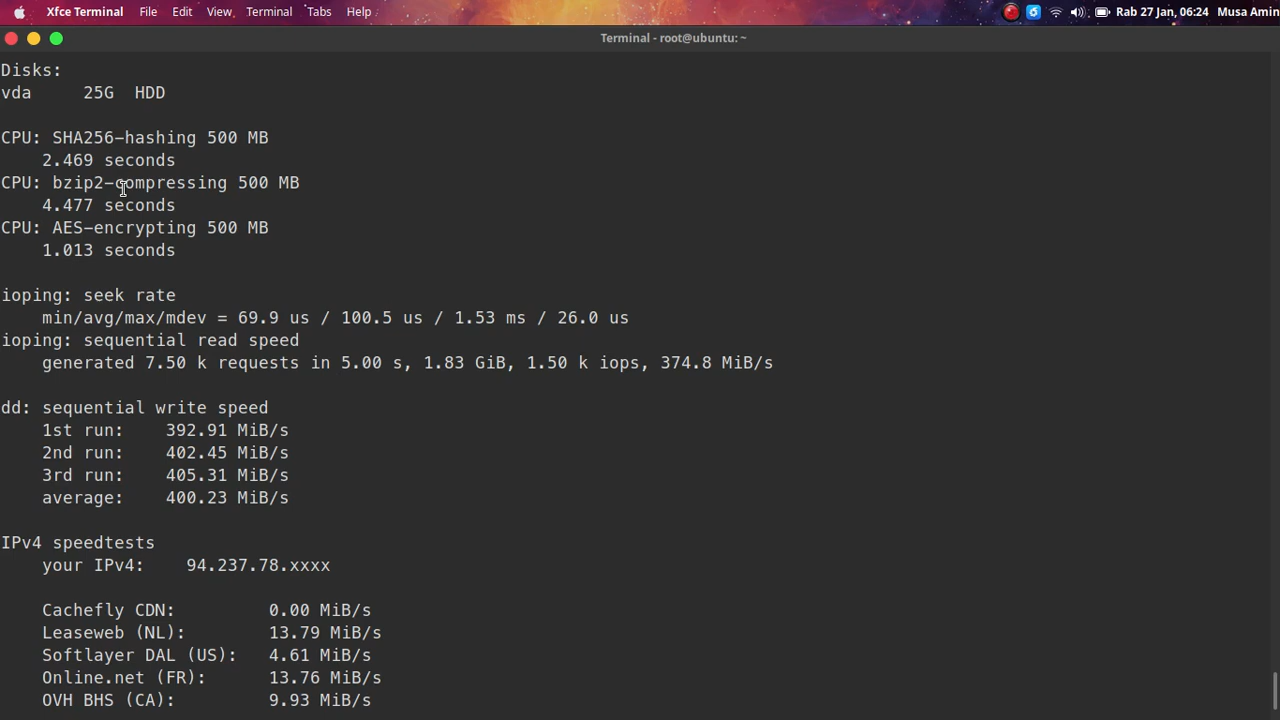 Xfce Terminal File Edit View Terminal Tabs Help Rab 27 Jan, 06:24 Musa Amin
Terminal - root@ubuntu: ~
Disks:
vda 25G HDD
CPU: SHA256-hashing 500 MB
2.469 seconds
CPU: bzip2-compressing 500 MB
4.477 seconds
CPU: AES-encrypting 500 MB
1.013 seconds
ioping: seek rate
min/avg/max/mdev = 69.9 us / 100.5 us / 1.53 ms / 26.0 us
ioping: sequential read speed
generated 7.50 k requests in 5.00 s, 1.83 GiB, 1.50 k iops, 374.8 MiB/s
dd: sequential write speed
1st run: 392.91 MiB/s
2nd run: 402.45 MiB/s
3rd run: 405.31 MiB/s
average: 400.23 MiB/s
IPv4 speedtests
your IPv4: 94.237.78.xxxx
Cachefly CDN: 0.00 MiB/s
Leaseweb (NL): 13.79 MiB/s
Softlayer DAL (US): 4.61 MiB/s
Online.net (FR): 13.76 MiB/s
OVH BHS (CA): 9.93 MiB/s